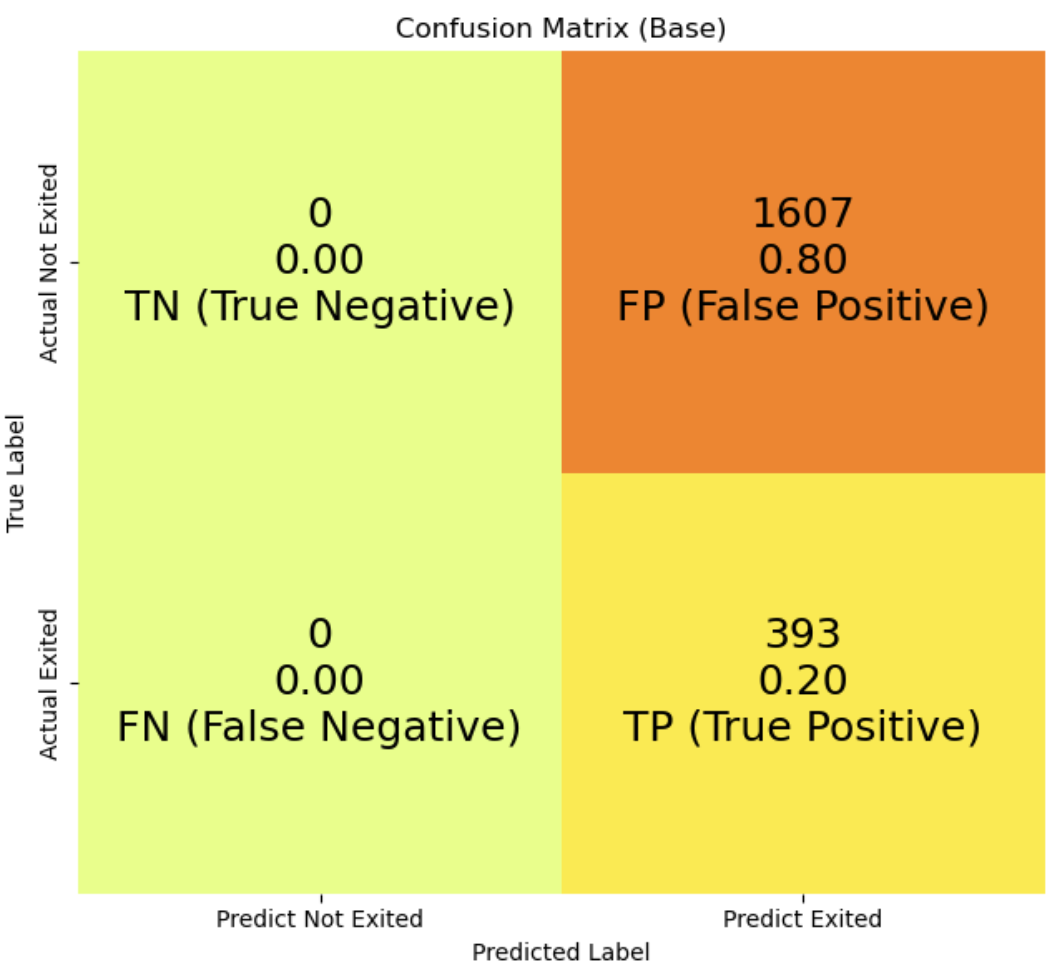 Confusion Matrix (Base)
True Label
Actual Not Exited
0
0.00
TN (True Negative)
1607
0.80
FP (False Positive)
Actual Exited
0
0.00
FN (False Negative)
393
0.20
TP (True Positive)
Predict Not Exited
Predict Exited
Predicted Label